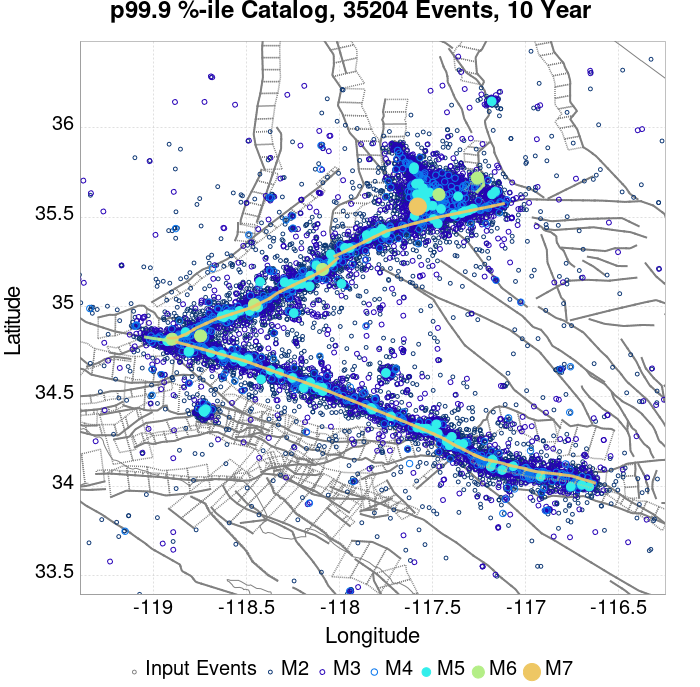 p99.9 %-ile Catalog, 35204 Events, 10 Year
Latitude
36
35.5
35
34.5
34
33.5
-119 -118.5 -118 -117.5 -117 -116.5
Longitude
Input Events M2 M3 M4 M5 M6 M7